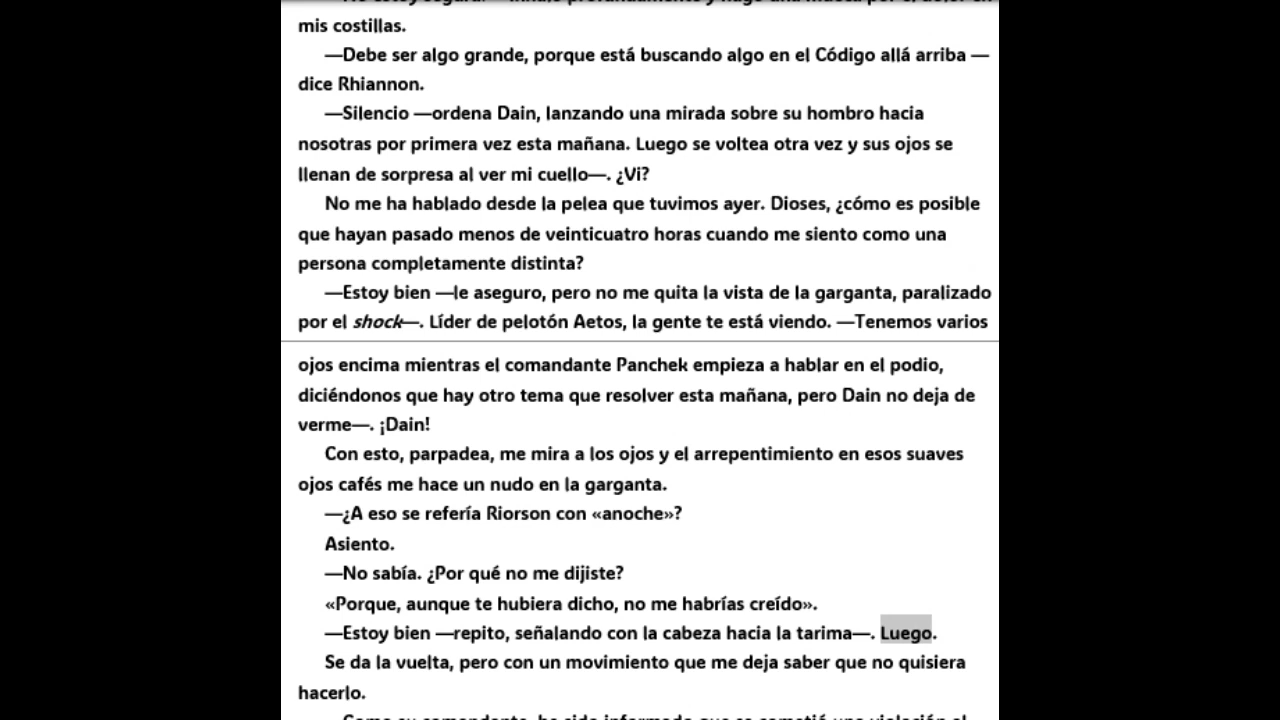 mis costillas.
—Debe ser algo grande, porque está buscando algo en el Código allá arriba —
dice Rhiannon.
—Silencio —ordena Dain, lanzando una mirada sobre su hombro hacia
nosotras por primera vez esta mañana. Luego se voltea otra vez y sus ojos se
llenan de sorpresa al ver mi cuello—. ¿Vi?
No me ha hablado desde la pelea que tuvimos ayer. Dioses, ¿cómo es posible
que hayan pasado menos de veinticuatro horas cuando me siento como una
persona completamente distinta?
—Estoy bien —le aseguro, pero no me quita la vista de la garganta, paralizado
por el shock—. Líder de pelotón Aetos, la gente te está viendo. —Tenemos varios
ojos encima mientras el comandante Panchek empieza a hablar en el podio,
diciéndonos que hay otro tema que resolver esta mañana, pero Dain no deja de
verme—. ¡Dain!
Con esto, parpadea, me mira a los ojos y el arrepentimiento en esos suaves
ojos cafés me hace un nudo en la garganta.
—¿A eso se refería Riorson con «anoche»?
Asiento.
—No sabía. ¿Por qué no me dijiste?
«Porque, aunque te hubiera dicho, no me habrías creído».
—Estoy bien —repito, señalando con la cabeza hacia la tarima—. Luego.
Se da la vuelta, pero con un movimiento que me deja saber que no quisiera
hacerlo.